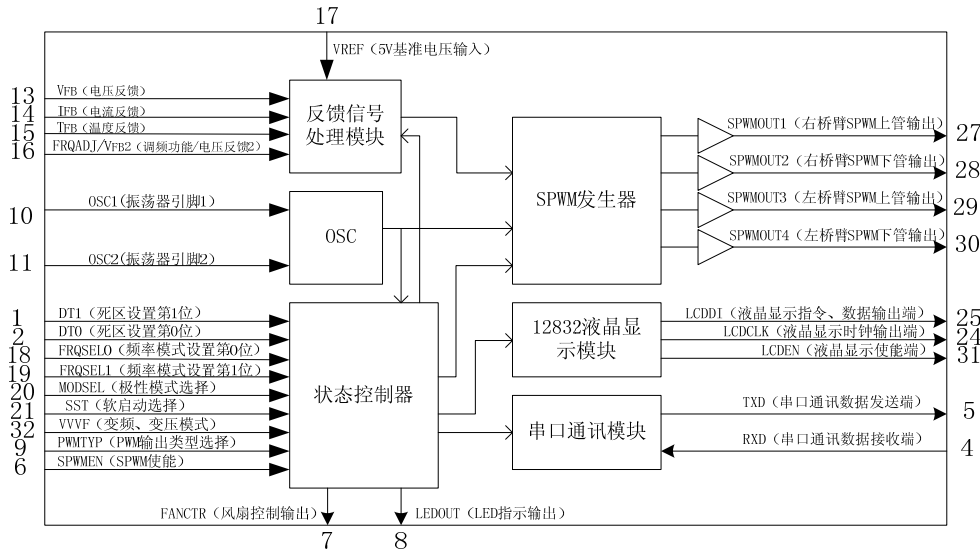 17
VREF（5V基准电压输入）
13 VFB（电压反馈）
14 IFB（电流反馈）
15 TFB（温度反馈）
16 FRQADJ/VFB2（调频功能/电压反馈2）
反馈信号
处理模块
10 OSC1(振荡器引脚1)
11 OSC2(振荡器引脚2)
OSC
SPWM发生器
SPWMOUT1（右桥臂SPWM上管输出） 27
SPWMOUT2（右桥臂SPWM下管输出） 28
SPWMOUT3（左桥臂SPWM上管输出） 29
SPWMOUT4（左桥臂SPWM下管输出） 30
1 DT1（死区设置第1位）
2 DT0（死区设置第0位）
18 FRQSEL0（频率模式设置第0位）
19 FRQSEL1（频率模式设置第1位）
20 MODSEL（极性模式选择）
21 SST（软启动选择）
32 VVVF（变频、变压模式）
9 PWMTYP（PWM输出类型选择）
6 SPWMEN（SPWM使能）
状态控制器
12832液晶显
示模块
LCDDI（液晶显示指令、数据输出端） 25
LCDCLK（液晶显示时钟输出端） 24
LCDEN（液晶显示使能端） 31
串口通讯模块
TXD（串口通讯数据发送端） 5
RXD（串口通讯数据接收端） 4
FANCTR（风扇控制输出）
LEDOUT（LED指示输出）
7
8